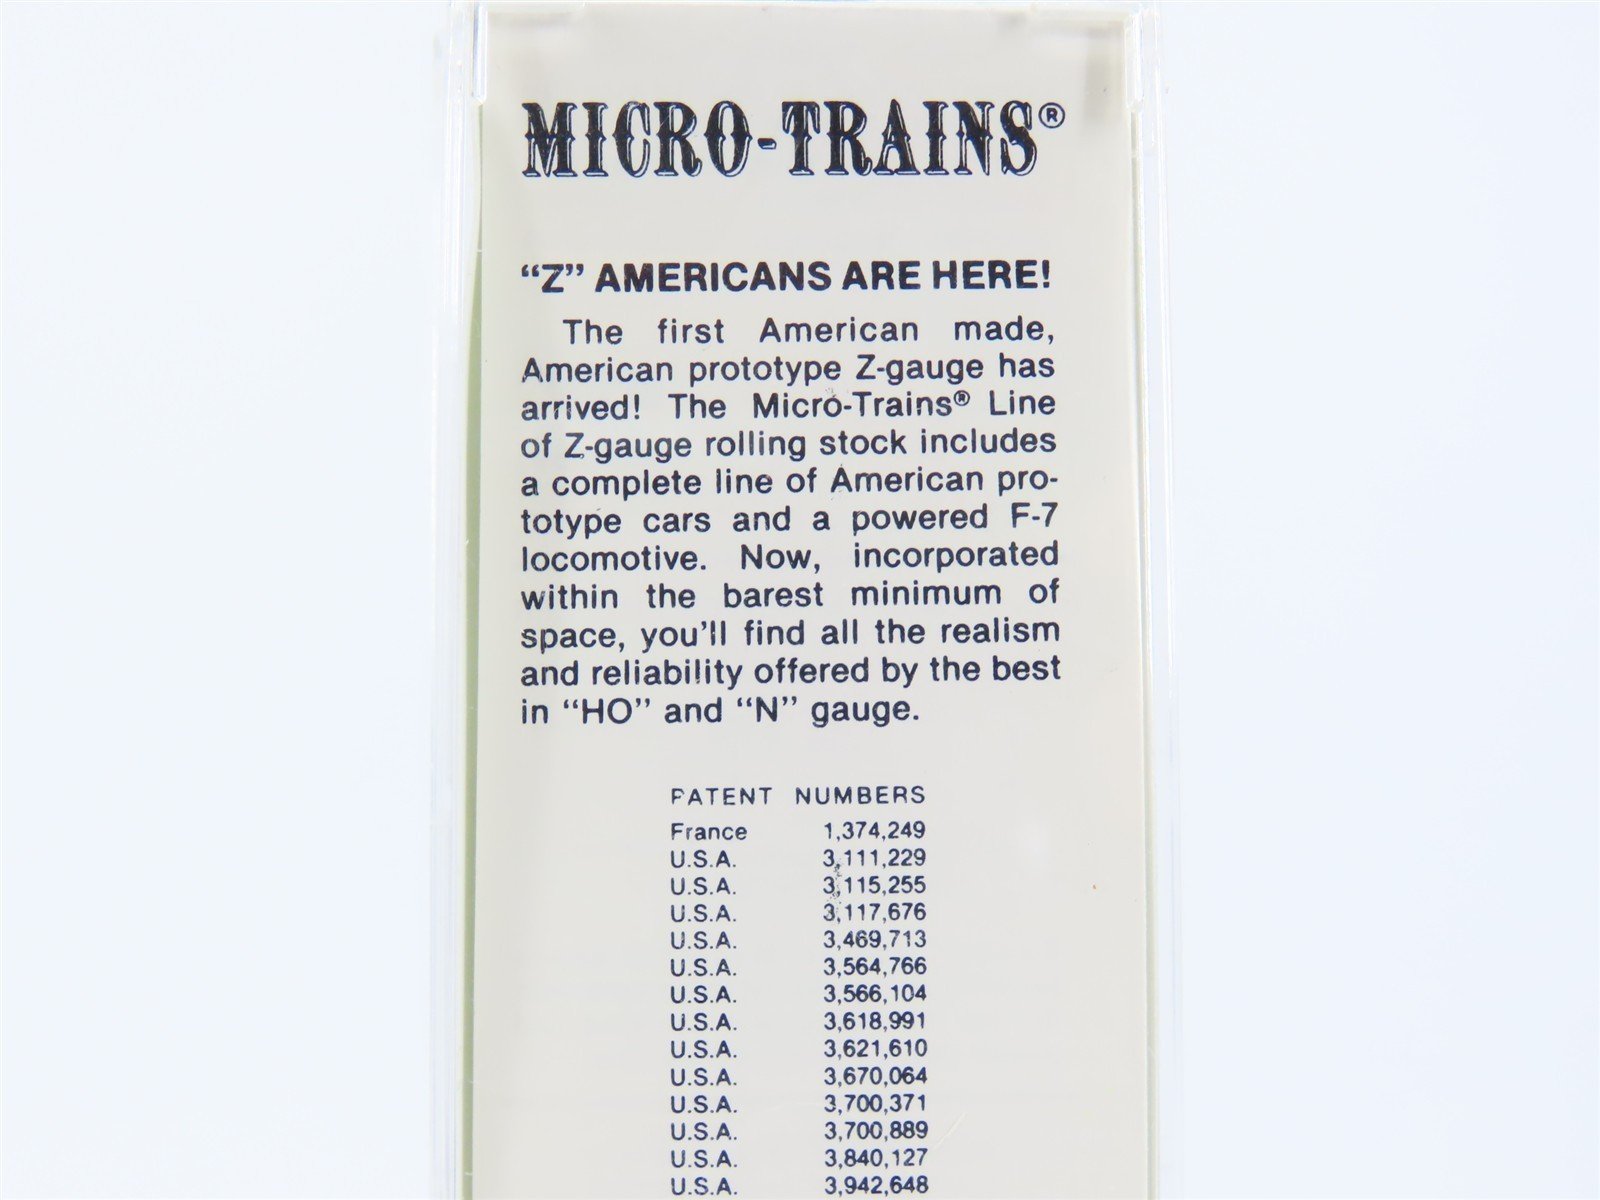 MICRO-TRAINS®
“Z” AMERICANS ARE HERE!
The first American made,
American prototype Z-gauge has
arrived! The Micro-Trains® Line
of Z-gauge rolling stock includes
a complete line of American pro-
totype cars and a powered F-7
locomotive. Now, incorporated
within the barest minimum of
space, you'll find all the realism
and reliability offered by the best
in “HO” and “N” gauge.
PATENT NUMBERS
France 1,374,249
U.S.A. 3,111,229
U.S.A. 3,115,255
U.S.A. 3,117,676
U.S.A. 3,469,713
U.S.A. 3,564,766
U.S.A. 3,566,104
U.S.A. 3,618,991
U.S.A. 3,621,610
U.S.A. 3,670,064
U.S.A. 3,700,371
U.S.A. 3,700,889
U.S.A. 3,840,127
U.S.A. 3,942,648